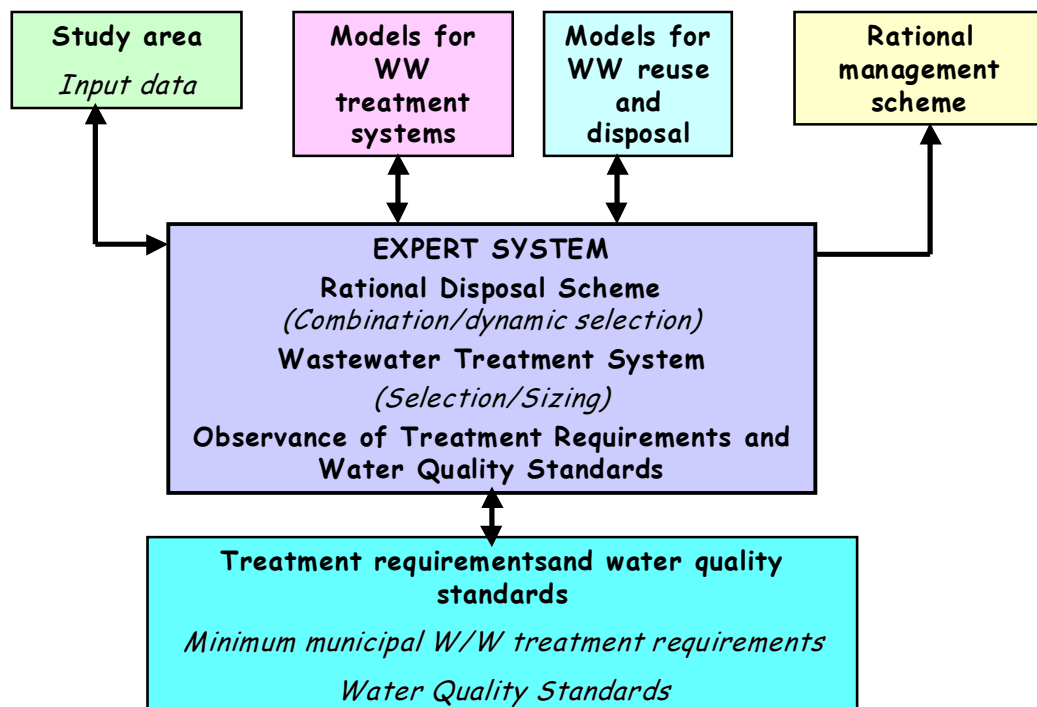 Study area
Input data
Models for
WW
treatment
systems
Models for
WW reuse
and
disposal
Rational
management
scheme
EXPERT SYSTEM
Rational Disposal Scheme
(Combination/dynamic selection)
Wastewater Treatment System
(Selection/Sizing)
Observance of Treatment Requirements and
Water Quality Standards
Treatment requirementsand water quality
standards
Minimum municipal W/W treatment requirements
Water Quality Standards